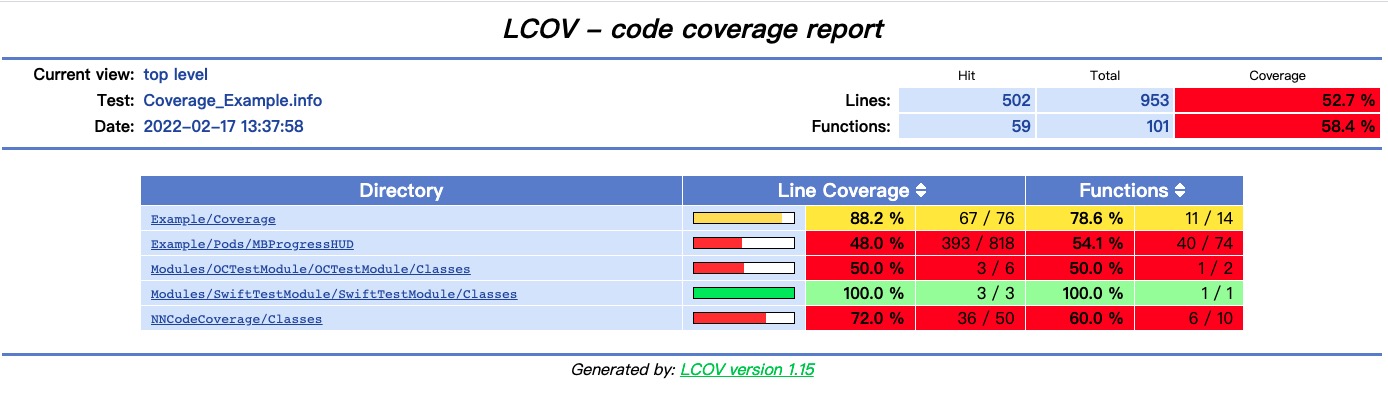 LCOV – code coverage report
Current view: top level Hit Total Coverage
Test: Coverage_Example.info Lines: 502 953 52.7 %
Date: 2022–02–17 13:37:58 Functions: 59 101 58.4 %
Directory Line Coverage Functions
Example/Coverage 88.2 % 67 / 76 78.6 % 11 / 14
Example/Pods/MBProgressHUD 48.0 % 393 / 818 54.1 % 40 / 74
Modules/OCTestModule/OCTestModule/Classes 50.0 % 3 / 6 50.0 % 1 / 2
Modules/SwiftTestModule/SwiftTestModule/Classes 100.0 % 3 / 3 100.0 % 1 / 1
NNCodeCoverage/Classes 72.0 % 36 / 50 60.0 % 6 / 10
Generated by: LCOV version 1.15